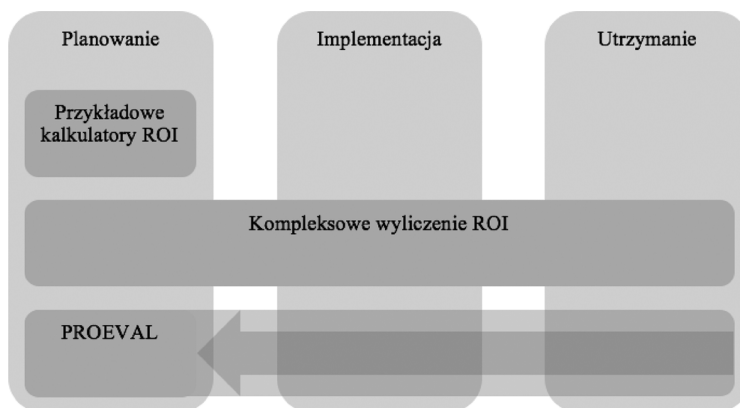 Planowanie
Implementacja
Utrzymanie
Przykładowe
kalkulatory ROI
Kompleksowe wyliczenie ROI
PROEVAL